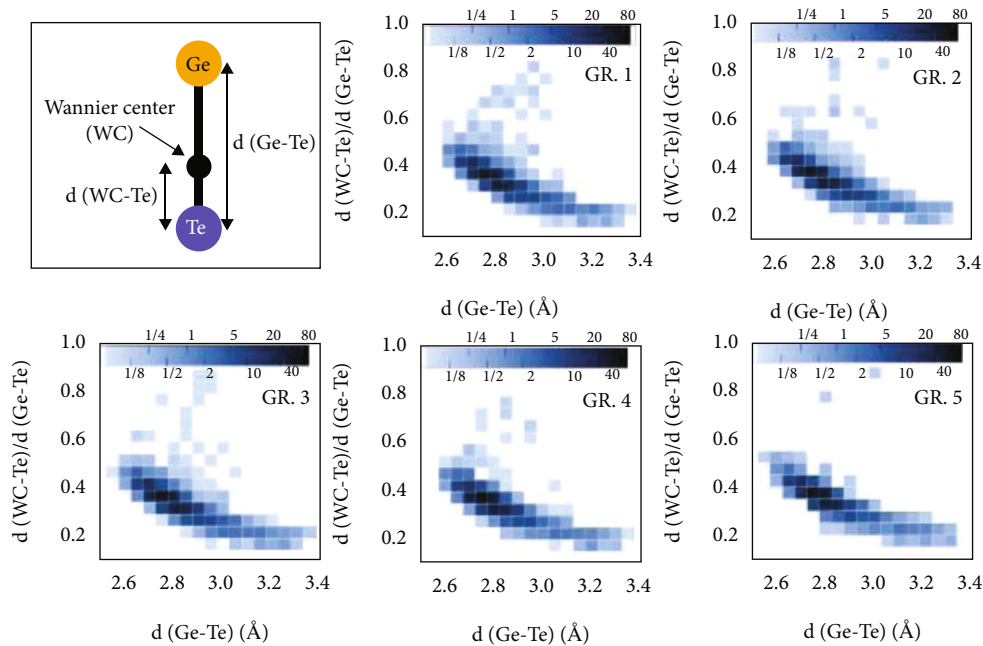 Ge
Wannier center
(WC)
d (Ge-Te)
d (WC-Te)
Te
d (WC-Te)/d (Ge-Te)
1.0
0.8
0.6
0.4
0.2
1/4 1 5 20 80
1/8 1/2 2 10 40
GR. 1
2.6 2.8 3.0 3.2 3.4
d (Ge-Te) (Å)
d (WC-Te)/d (Ge-Te)
1.0
0.8
0.6
0.4
0.2
1/4 1 5 20 80
1/8 1/2 2 10 40
GR. 2
2.6 2.8 3.0 3.2 3.4
d (Ge-Te) (Å)
d (WC-Te)/d (Ge-Te)
1.0
0.8
0.6
0.4
0.2
1/4 1 5 20 80
1/8 1/2 2 10 40
GR. 3
2.6 2.8 3.0 3.2 3.4
d (Ge-Te) (Å)
d (WC-Te)/d (Ge-Te)
1.0
0.8
0.6
0.4
0.2
1/4 1 5 20 80
1/8 1/2 2 10 40
GR. 4
2.6 2.8 3.0 3.2 3.4
d (Ge-Te) (Å)
d (WC-Te)/d (Ge-Te)
1.0
0.8
0.6
0.4
0.2
1/4 1 5 20 80
1/8 1/2 2 10 40
GR. 5
2.6 2.8 3.0 3.2 3.4
d (Ge-Te) (Å)